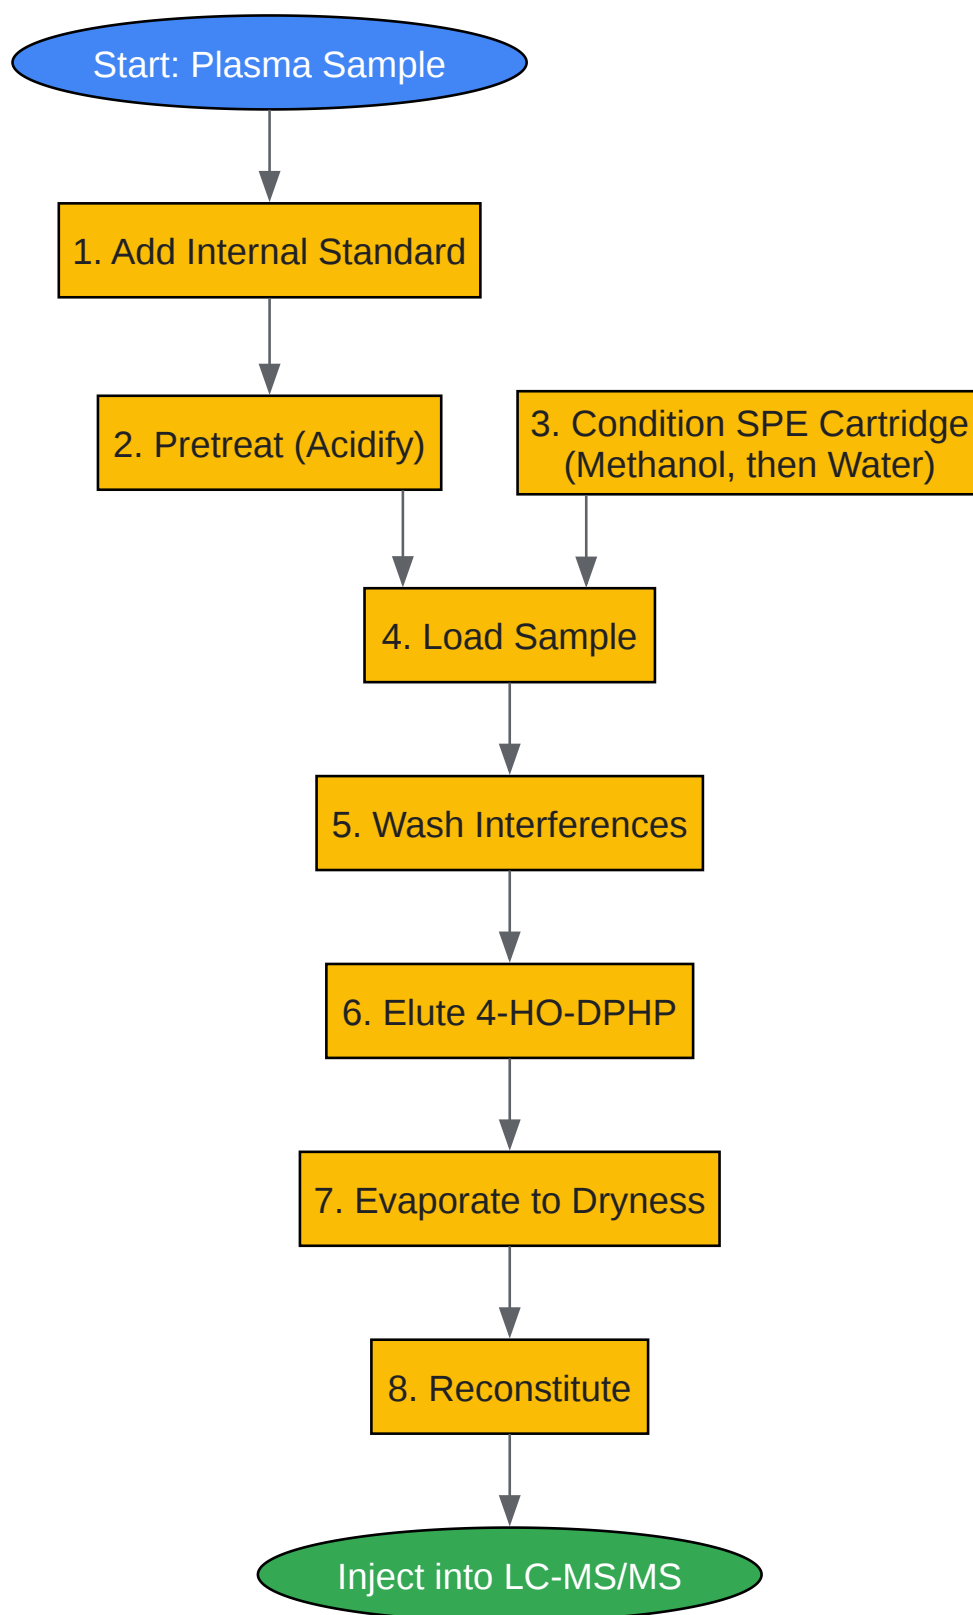 Start: Plasma Sample
1. Add Internal Standard
2. Pretreat (Acidify)
3. Condition SPE Cartridge
(Methanol, then Water)
4. Load Sample
5. Wash Interferences
6. Elute 4-HO-DPHP
7. Evaporate to Dryness
8. Reconstitute
Inject into LC-MS/MS